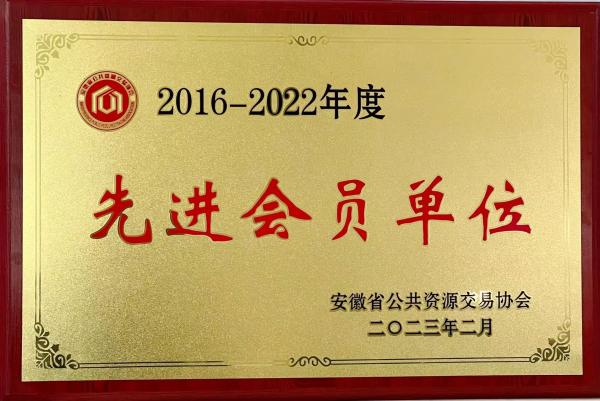 2016-2022年度
先进会员单位
安徽省公共资源交易协会
二〇二三年二月